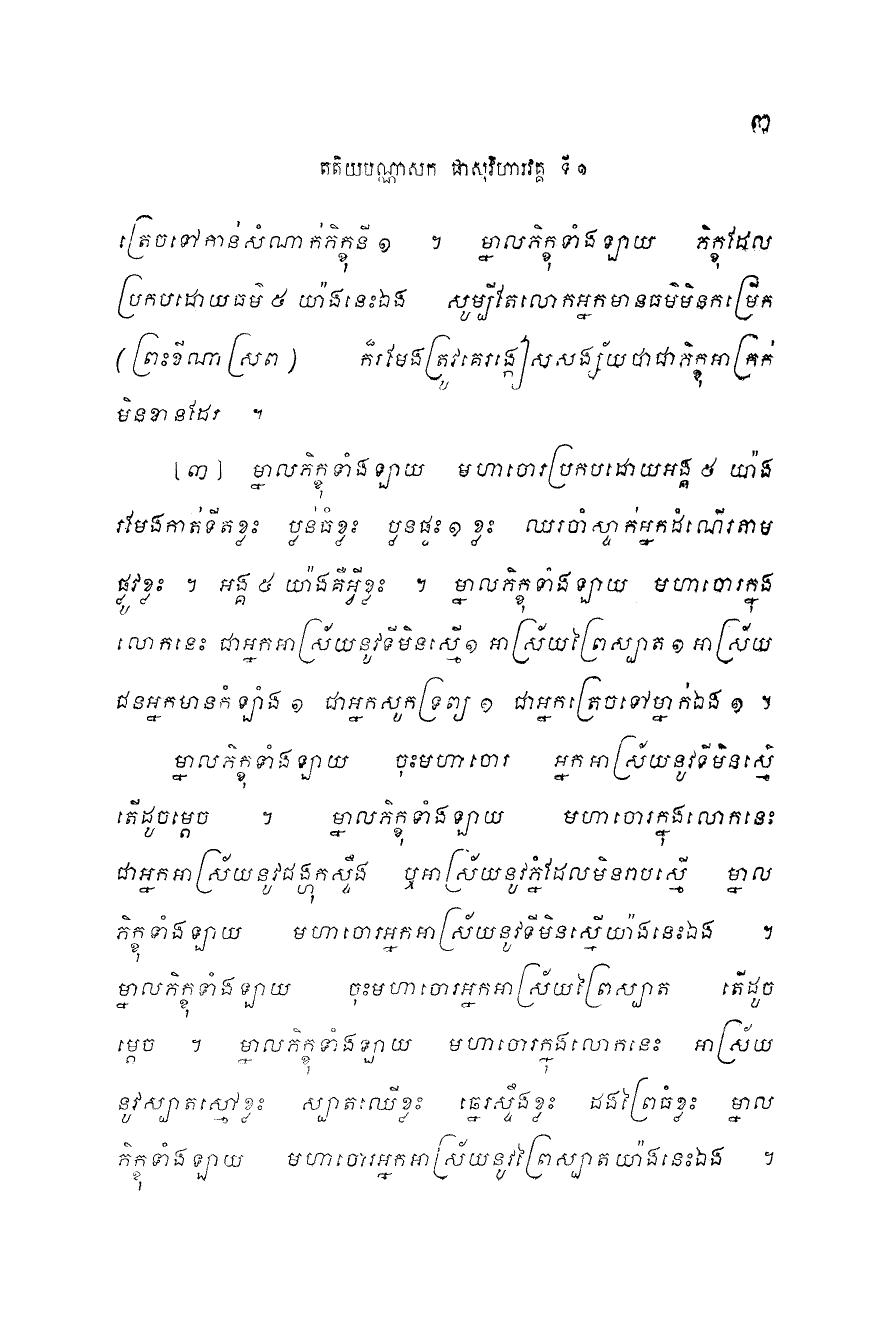 ៣
តតិយបណ្ណាសក ផាសុវិហារវគ្គ ទី ១
ត្រេចទៅកាន់សំណាក់ភិក្ខុនី ១ ។ ម្នាលភិក្ខុទាំងឡាយ ភិក្ខុដែល
ប្រកបដោយធម៌ ៥ យ៉ាងនេះឯង សូម្បីតែលោកអ្នកមានធម៌មិនកម្រើក
(ព្រះខីណាស្រព) ក៏រមែងត្រូវគេរង្កៀសសង្ស័យថាជាភិក្ខុអាក្រក់
មិនខានដែរ ។
[៣] ម្នាលភិក្ខុទាំងឡាយ មហាចោរប្រកបដោយអង្គ ៥ យ៉ាង
រមែងកាត់ទីតខ្លះ ប្លន់ធំខ្លះ ប្លនផ្ទះ ១ ខ្លះ ឈរចាំស្ទាក់អ្នកដំណើរតាម
ផ្លូវខ្លះ ។ អង្គ ៥ យ៉ាងគឺអ្វីខ្លះ ។ ម្នាលភិក្ខុទាំងឡាយ មហាចោរក្នុង
លោកនេះ ជាអ្នកអាស្រ័យនូវទីមិនស្មើ ១ អាស្រ័យព្រៃស្បាត ១ អាស្រ័យ
ជនអ្នកមានកំឡាំង ១ ជាអ្នកសូកទ្រព្យ ១ ជាអ្នកត្រេចទៅម្នាក់ឯង ១ ។
ម្នាលភិក្ខុទាំងឡាយ ចុះមហាចោរ អ្នកអាស្រ័យនូវទីមិនស្មើ
តើដូចម្តេច ។ ម្នាលភិក្ខុទាំងឡាយ មហាចោរក្នុងលោកនេះ
ជាអ្នកអាស្រ័យនូវជង្ហុកស្ទឹង ឬអាស្រ័យនូវភ្នំដែលមិនរាបស្មើ ម្នាល
ភិក្ខុទាំងឡាយ មហាចោរអ្នកអាស្រ័យនូវទីមិនស្មើយ៉ាងនេះឯង ។
ម្នាលភិក្ខុទាំងឡាយ ចុះមហាចោរអ្នកអាស្រ័យព្រៃស្បាត តើដូច
ម្តេច ។ ម្នាលភិក្ខុទាំងឡាយ មហាចោរក្នុងលោកនេះ អាស្រ័យ
នូវស្បាតស្មៅខ្លះ ស្បាតឈើខ្លះ ឆ្នេរស្ទឹងខ្លះ ដងព្រៃធំខ្លះ ម្នាល
ភិក្ខុទាំងឡាយ មហាចោរអ្នកអាស្រ័យនូវព្រៃស្បាតយ៉ាងនេះឯង ។